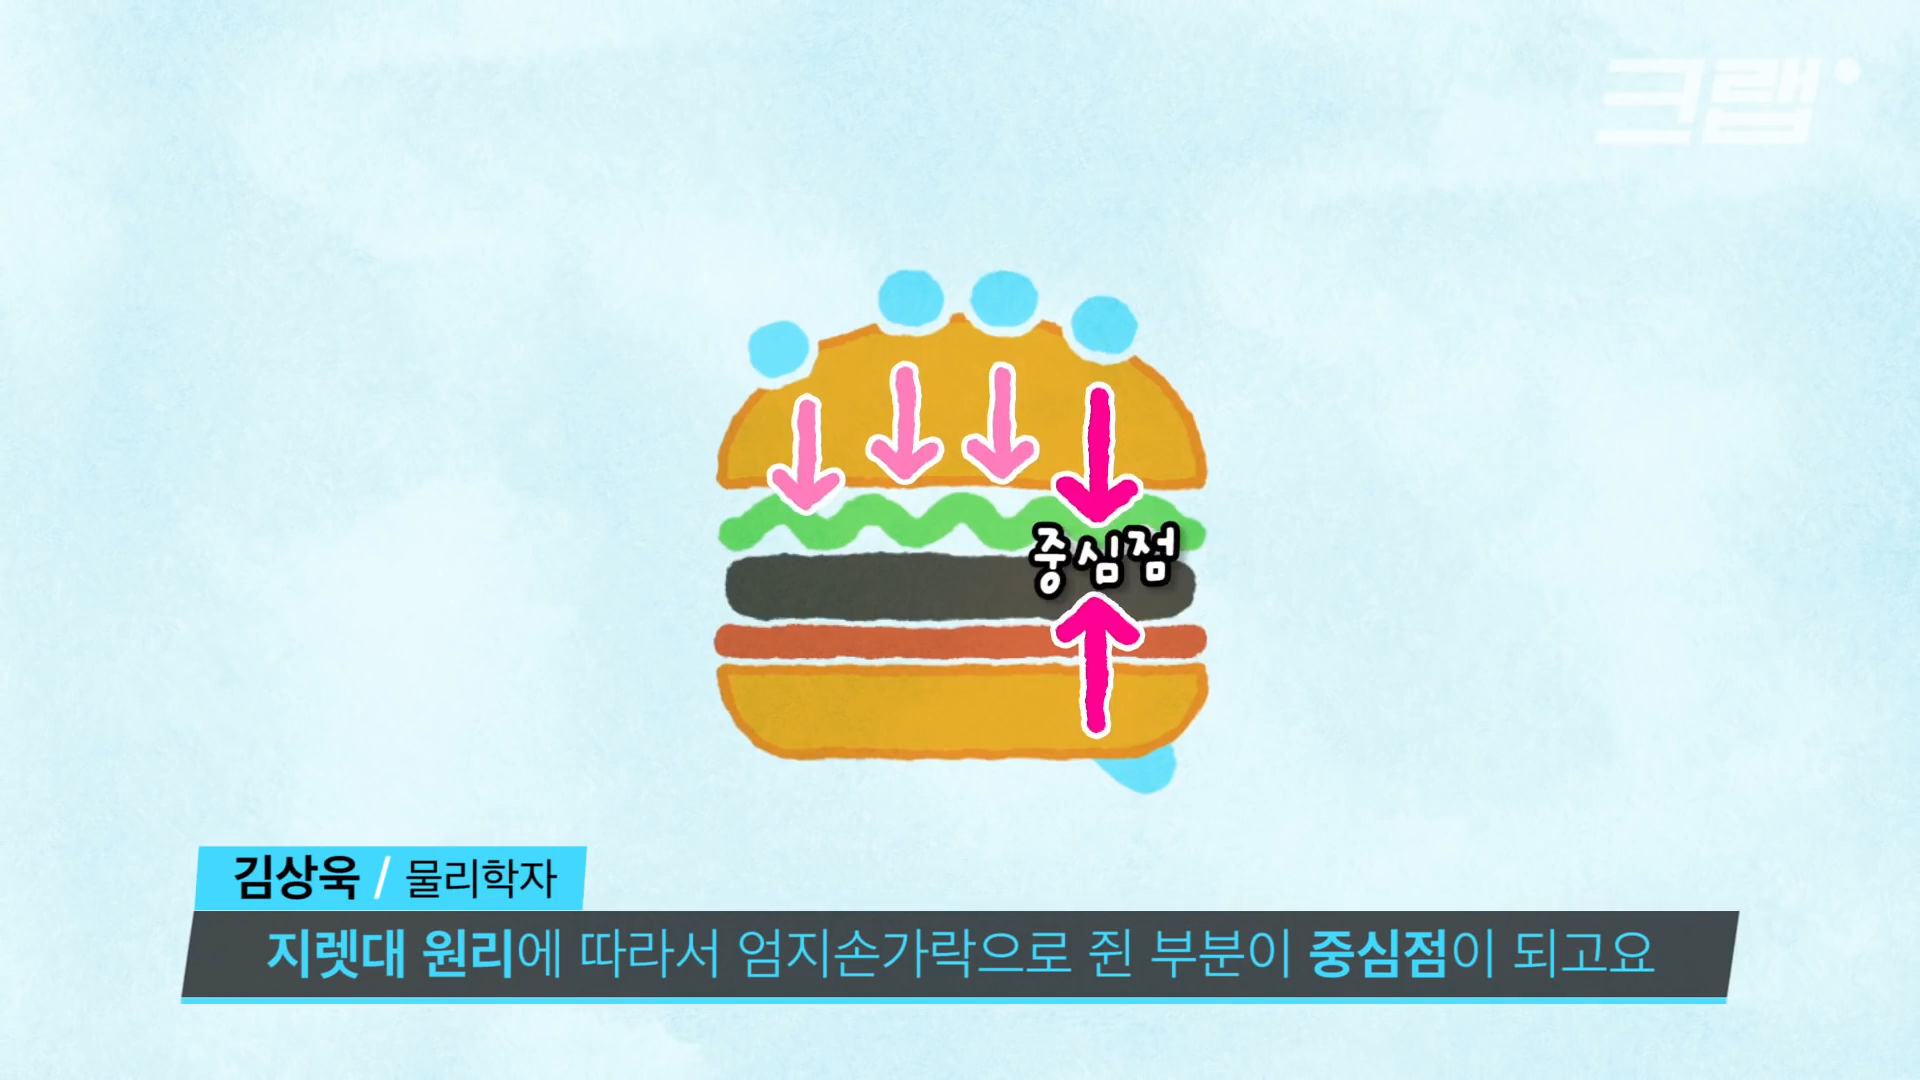 크랩
중심점
김상욱 / 물리학자
지렛대 원리에 따라서 엄지손가락으로 쥔 부분이 중심점이 되고요